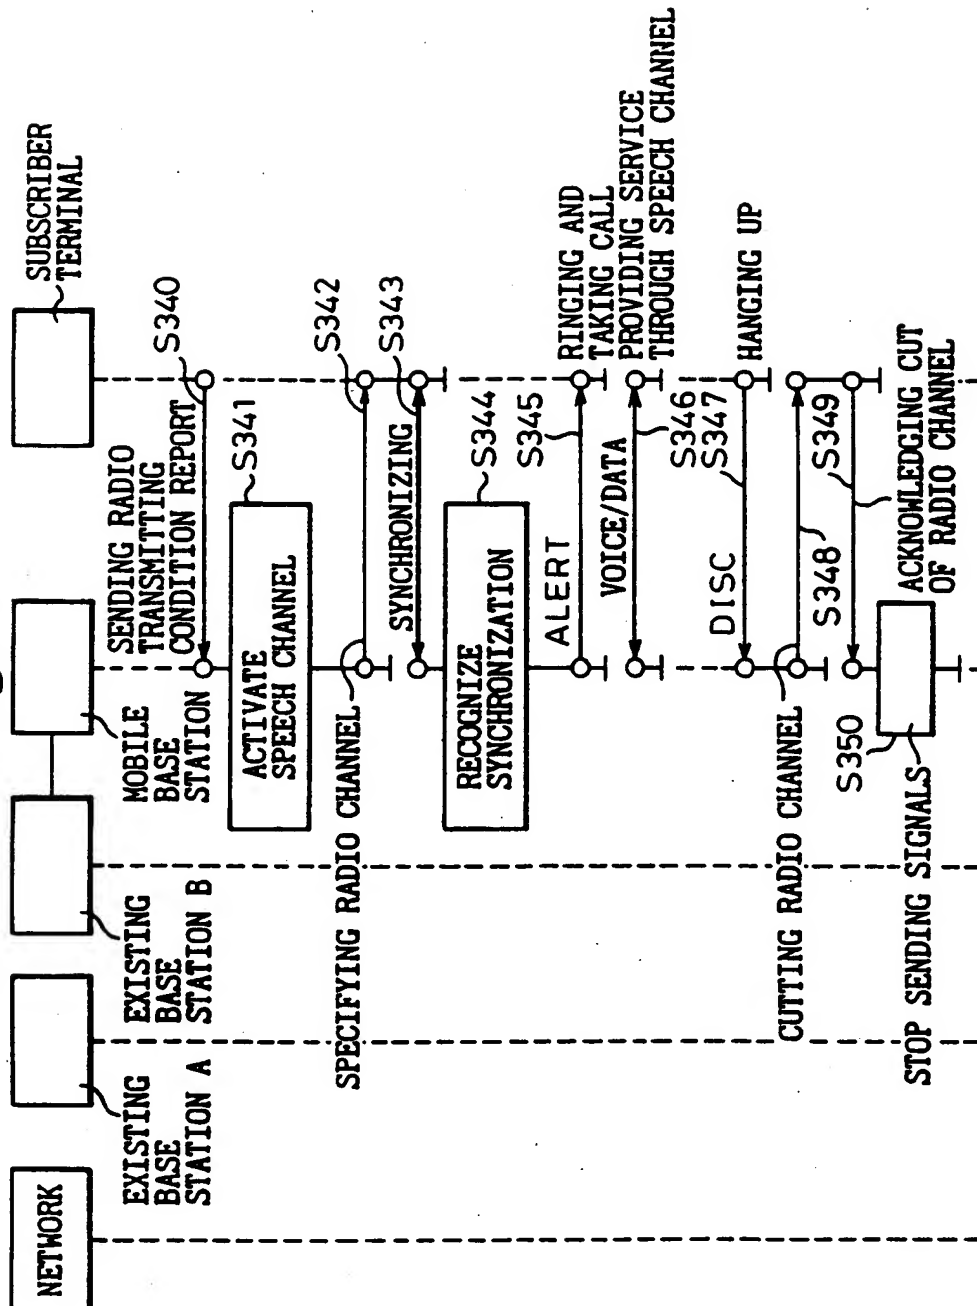 NETWORK
EXISTING
BASE
STATION A
EXISTING
BASE
STATION B
MOBILE
BASE
STATION
SUBSCRIBER
TERMINAL
SENDING RADIO
TRANSMITTING
CONDITION REPORT
S340
ACTIVATE
SPEECH CHANNEL
S341
SPECIFYING RADIO CHANNEL
S342
SYNCHRONIZING
S343
RECOGNIZE
SYNCHRONIZATION
S344
ALERT
S345
RINGING AND
TAKING CALL
VOICE/DATA
PROVIDING SERVICE
THROUGH SPEECH CHANNEL
S346
DISC
S347
HANGING UP
CUTTING RADIO CHANNEL
S348
S349
ACKNOWLEDGING CUT
OF RADIO CHANNEL
S350
STOP SENDING SIGNALS